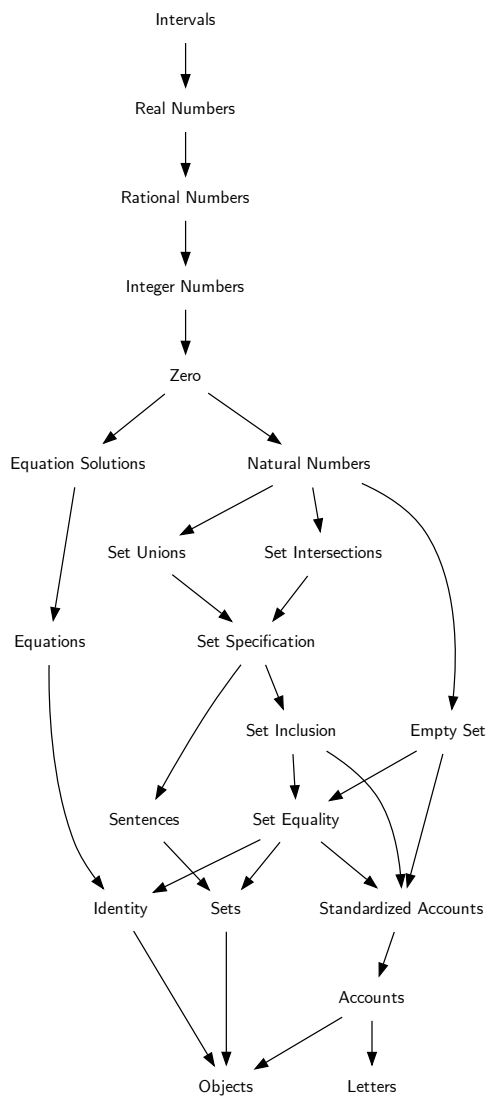 Intervals
Real Numbers
Rational Numbers
Integer Numbers
Zero
Equation Solutions
Natural Numbers
Set Unions
Set Intersections
Equations
Set Specification
Set Inclusion
Empty Set
Sentences
Set Equality
Identity
Sets
Standardized Accounts
Accounts
Objects
Letters